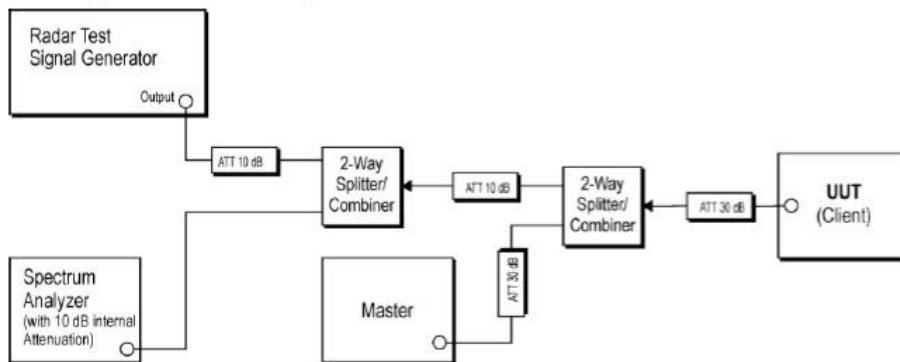 Radar Test
Signal Generator
Output
ATT 10 dB
2-Way
Splitter/
Combiner
ATT 10 dB
2-Way
Splitter/
Combiner
ATT 30 dB
UUT
(Client)
Spectrum
Analyzer
(with 10 dB internal
Attenuation)
Master
ATT 30 dB